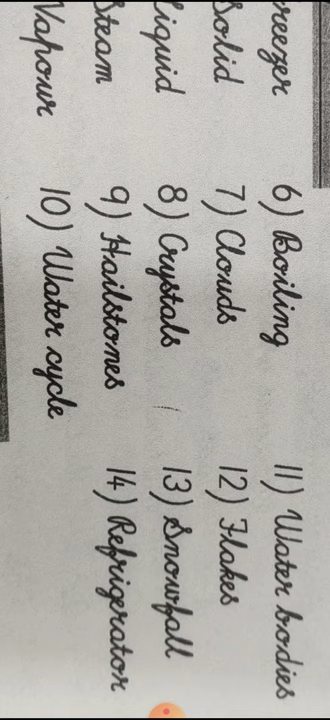 reezer 6) Boiling 11) Water bodies
Solid 7) Clouds 12) Flakes
Liquid 8) Crystals 13) Snowfall
Steam 9) Hailstones 14) Refrigerator
Vapour 10) Water cycle